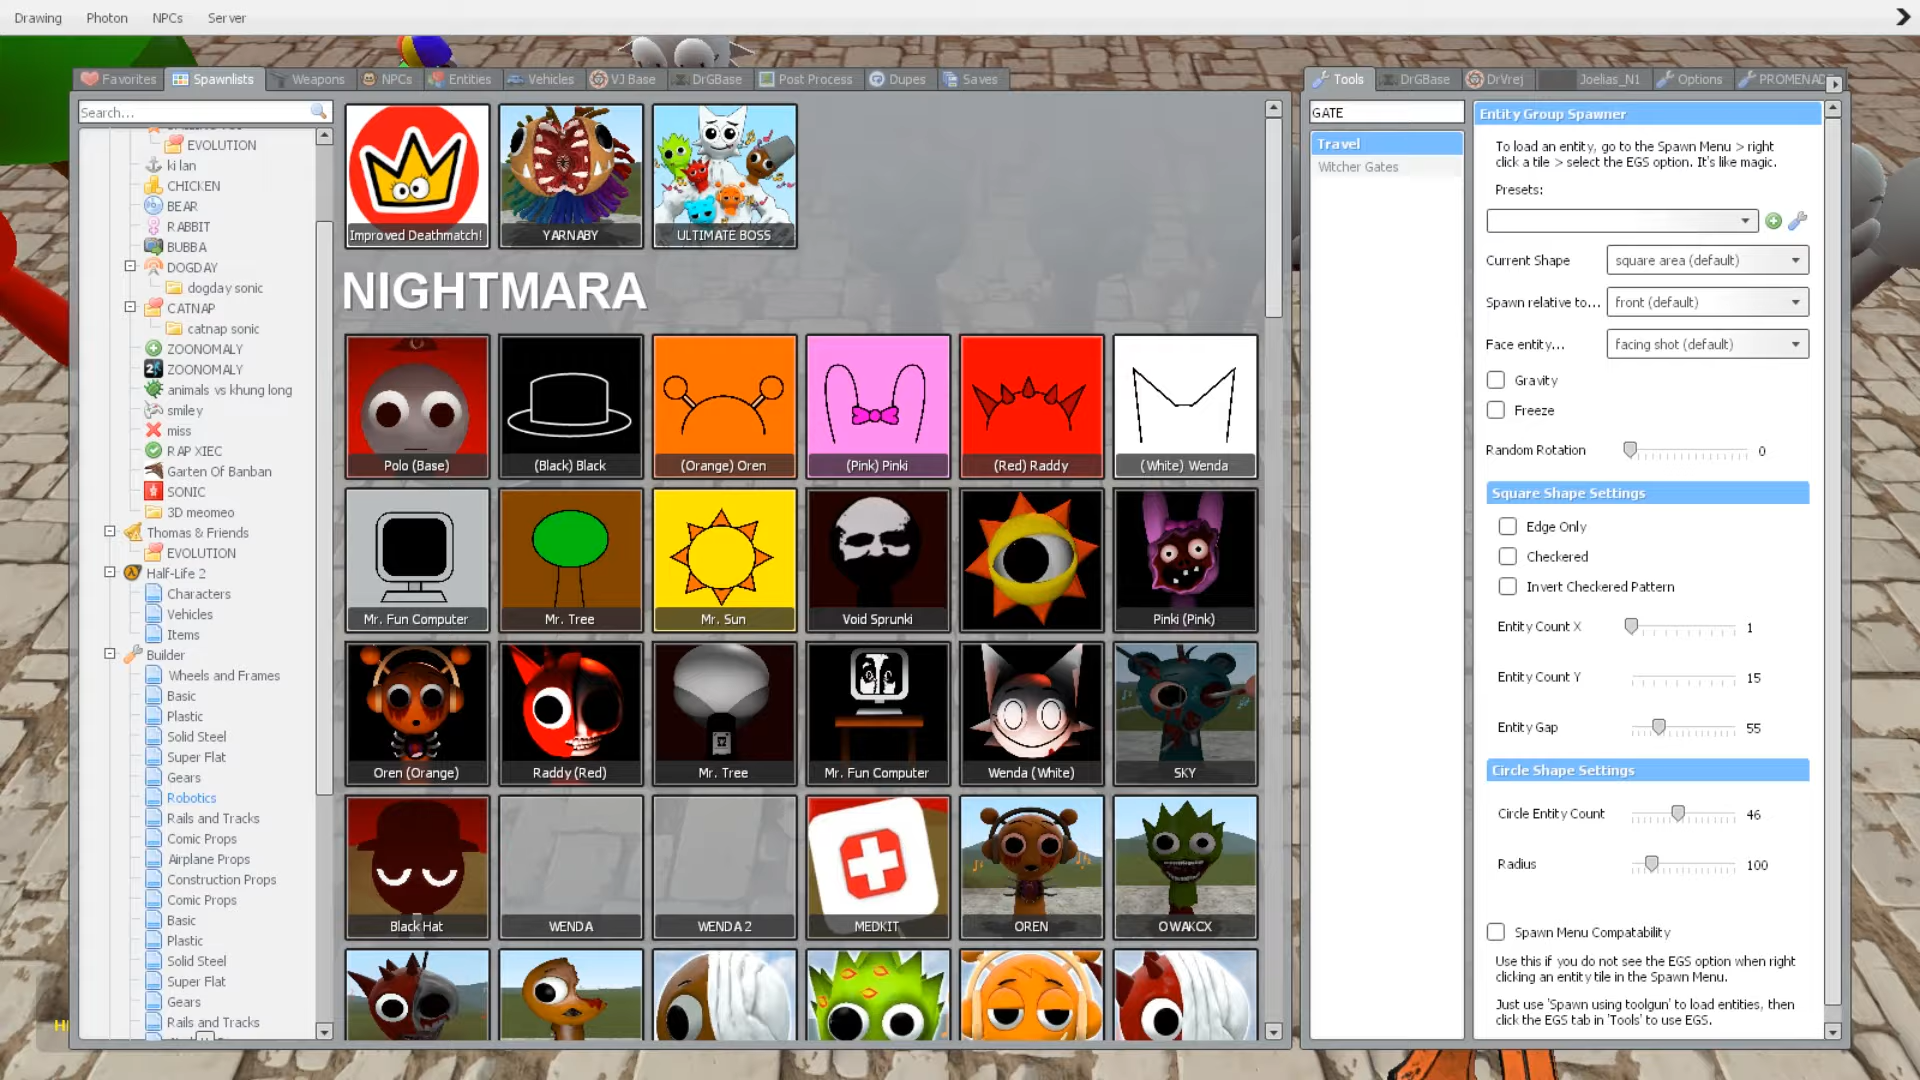 Drawing Photon NPCs Server
Favorites Spawnlists Weapons NPCs Entities Vehicles VJ Base DrGBase Post Process Dupes Saves
Search...
EVOLUTION
ki lan
CHICKEN
BEAR
RABBIT
BUBBA
DOGDAY
dogday sonic
CATNAP
catnap sonic
ZOONOMALY
ZOONOMALY
animals vs khung long
smiley
miss
RAP XIEC
Garten Of Banban
SONIC
3D meomeo
Thomas & Friends
EVOLUTION
Half-Life 2
Characters
Vehicles
Items
Builder
Wheels and Frames
Basic
Plastic
Solid Steel
Super Flat
Gears
Robotics
Rails and Tracks
Comic Props
Airplane Props
Construction Props
Comic Props
Basic
Plastic
Solid Steel
Super Flat
Gears
Rails and Tracks
Improved Deathmatch! YARNABY ULTIMATE BOSS
NIGHTMARA
Polo (Base) (Black) Black (Orange) Oren (Pink) Pinki (Red) Raddy (White) Wenda
Mr. Fun Computer Mr. Tree Mr. Sun Void Sprunki Pinki (Pink)
Oren (Orange) Raddy (Red) Mr. Tree Mr. Fun Computer Wenda (White) SKY
Black Hat WENDA WENDA 2 MEDKIT OREN OWAKCX
Tools DrGBase DrVrej Joelias_N1 Options PROMENAD
GATE
Travel
Witcher Gates
Entity Group Spawner
To load an entity, go to the Spawn Menu > right
click a tile > select the EGS option. It's like magic.
Presets:
Current Shape square area (default)
Spawn relative to... front (default)
Face entity... facing shot (default)
Gravity
Freeze
Random Rotation 0
Square Shape Settings
Edge Only
Checkered
Invert Checkered Pattern
Entity Count X 1
Entity Count Y 15
Entity Gap 55
Circle Shape Settings
Circle Entity Count 46
Radius 100
Spawn Menu Compatability
Use this if you do not see the EGS option when right
clicking an entity tile in the Spawn Menu.
Just use 'Spawn using toolgun' to load entities, then
click the EGS tab in 'Tools' to use EGS.